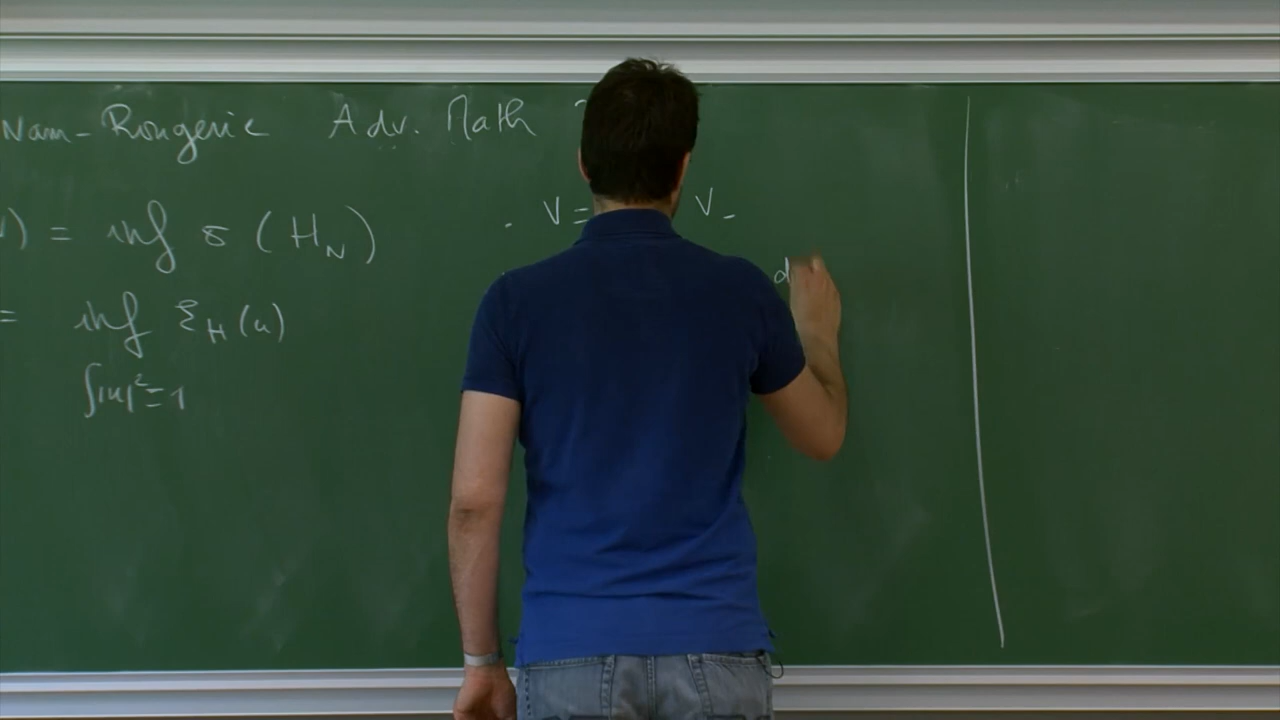 Nam-Rougerie Adv. Math
) = inf σ (H_N)
= inf ℰ_H(u)
∫|u|²=1
- V= V_-
d